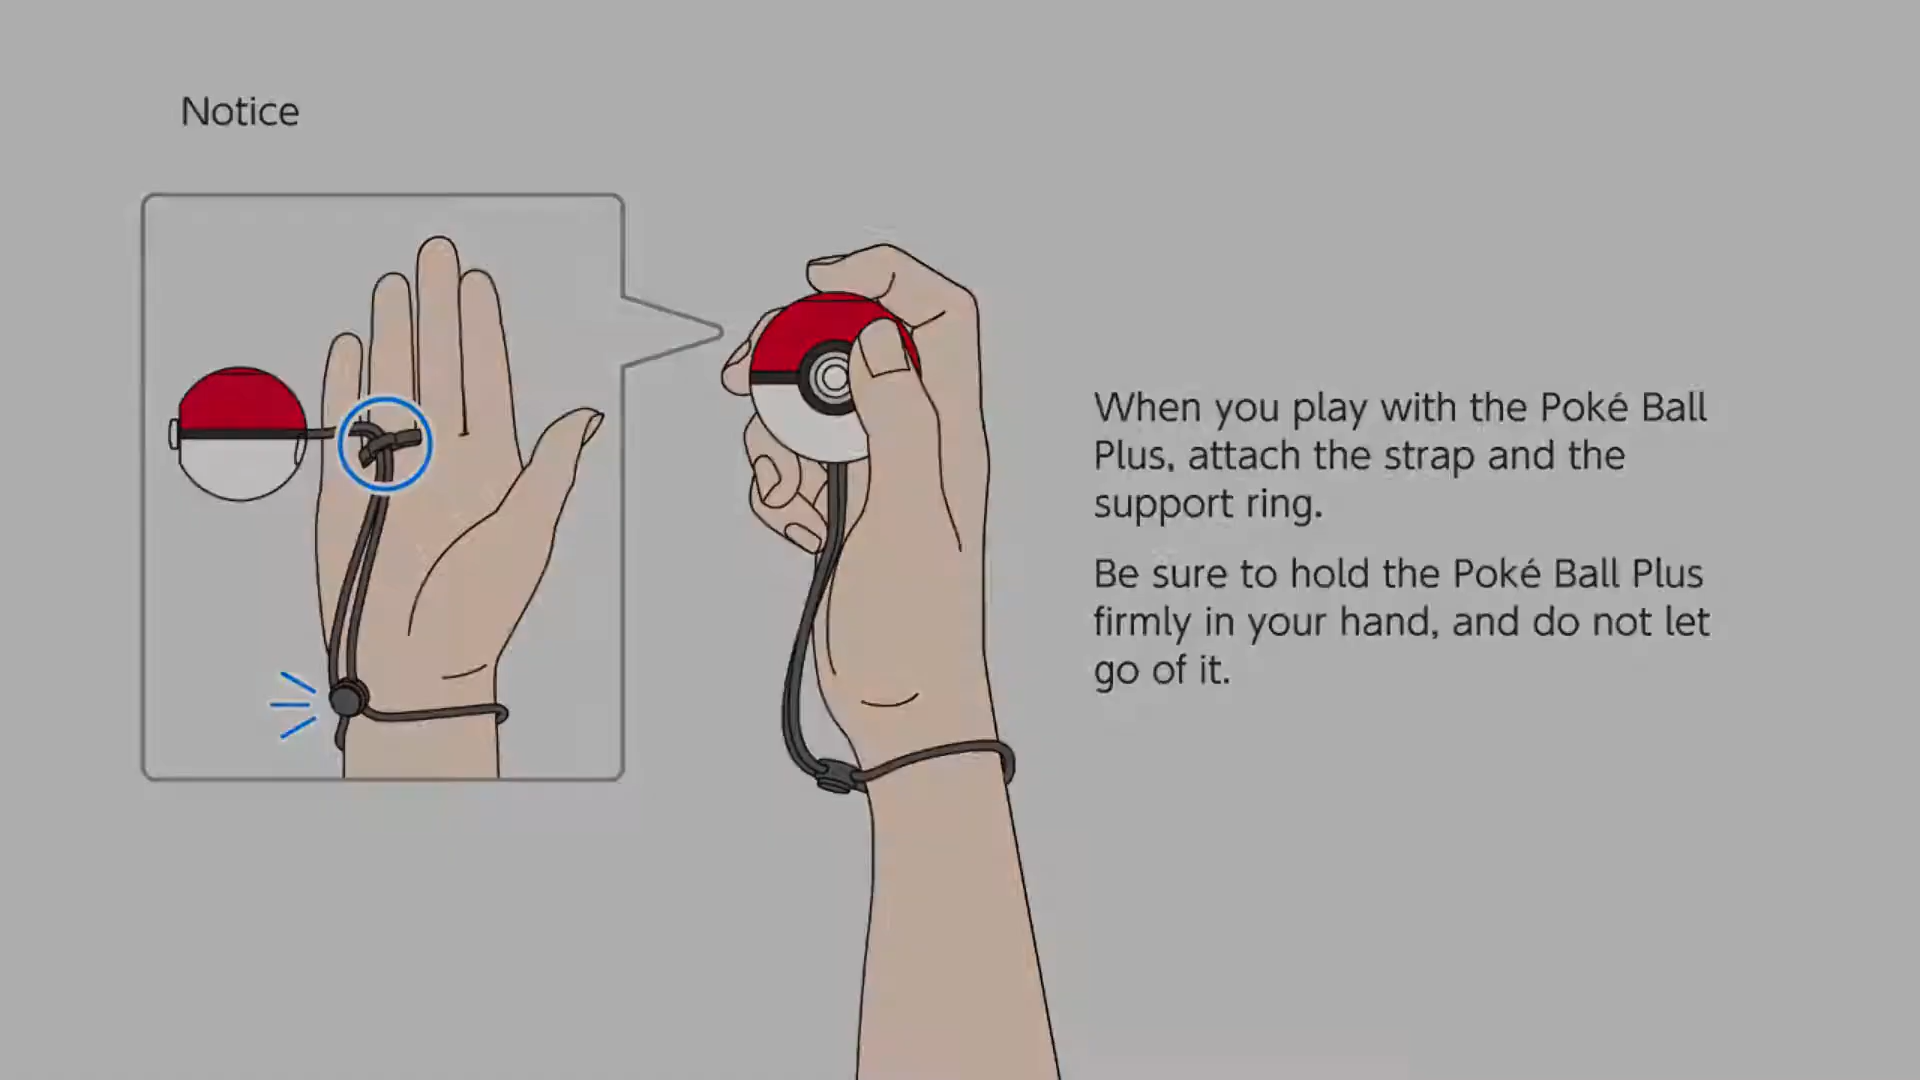 Notice
When you play with the Poké Ball
Plus, attach the strap and the
support ring.
Be sure to hold the Poké Ball Plus
firmly in your hand, and do not let
go of it.